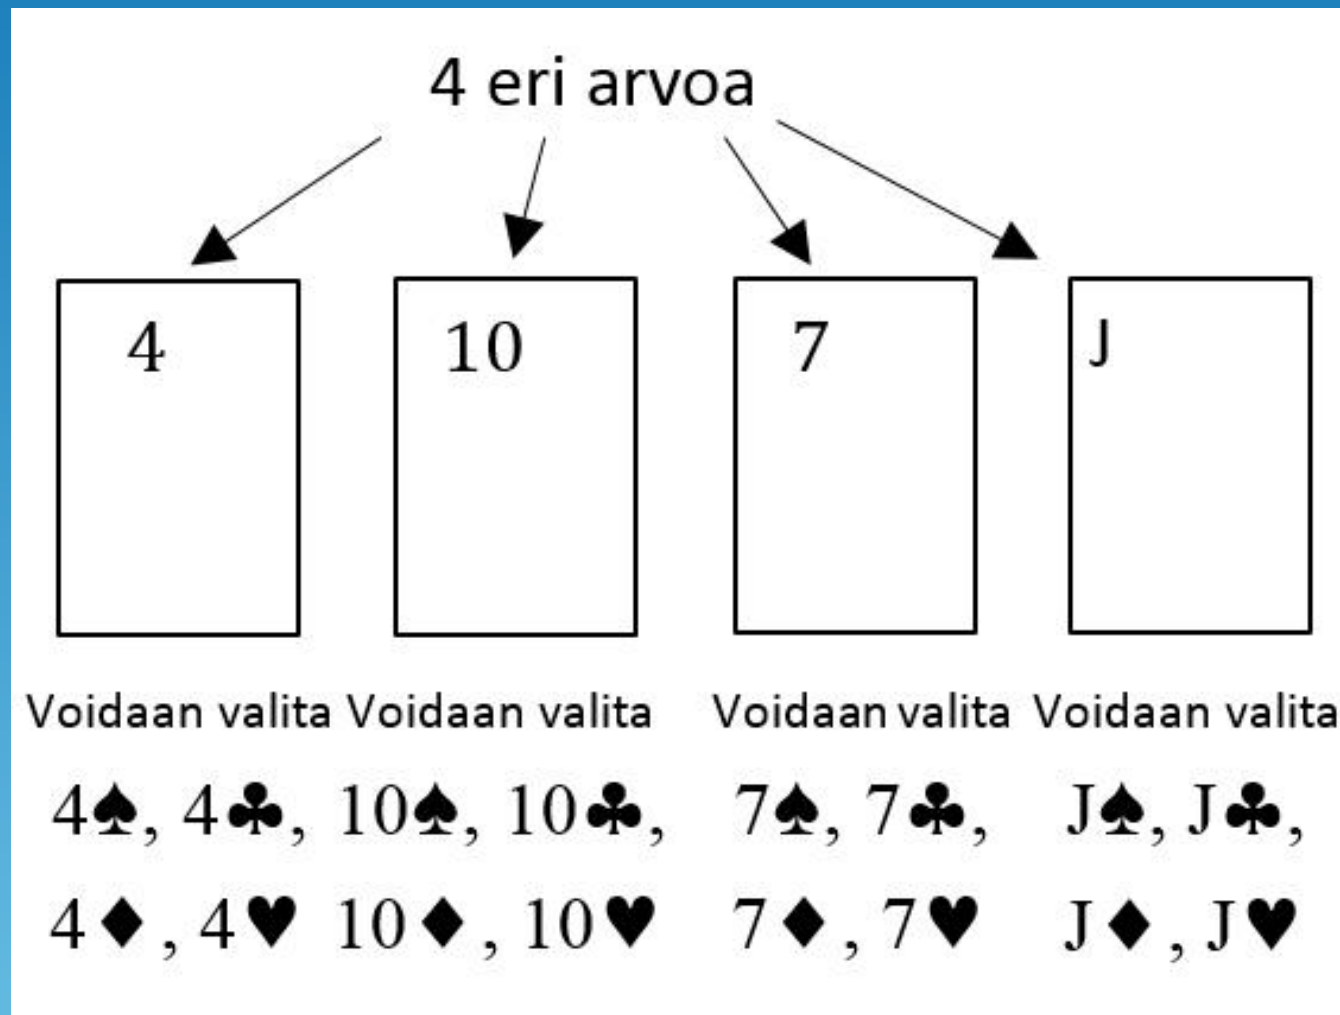 4 eri arvoa
4 10 7 J
Voidaan valita Voidaan valita Voidaan valita Voidaan valita
4♠, 4♣, 10♠, 10♣, 7♠, 7♣, J♠, J♣,
4♦, 4♥ 10♦, 10♥ 7♦, 7♥ J♦, J♥